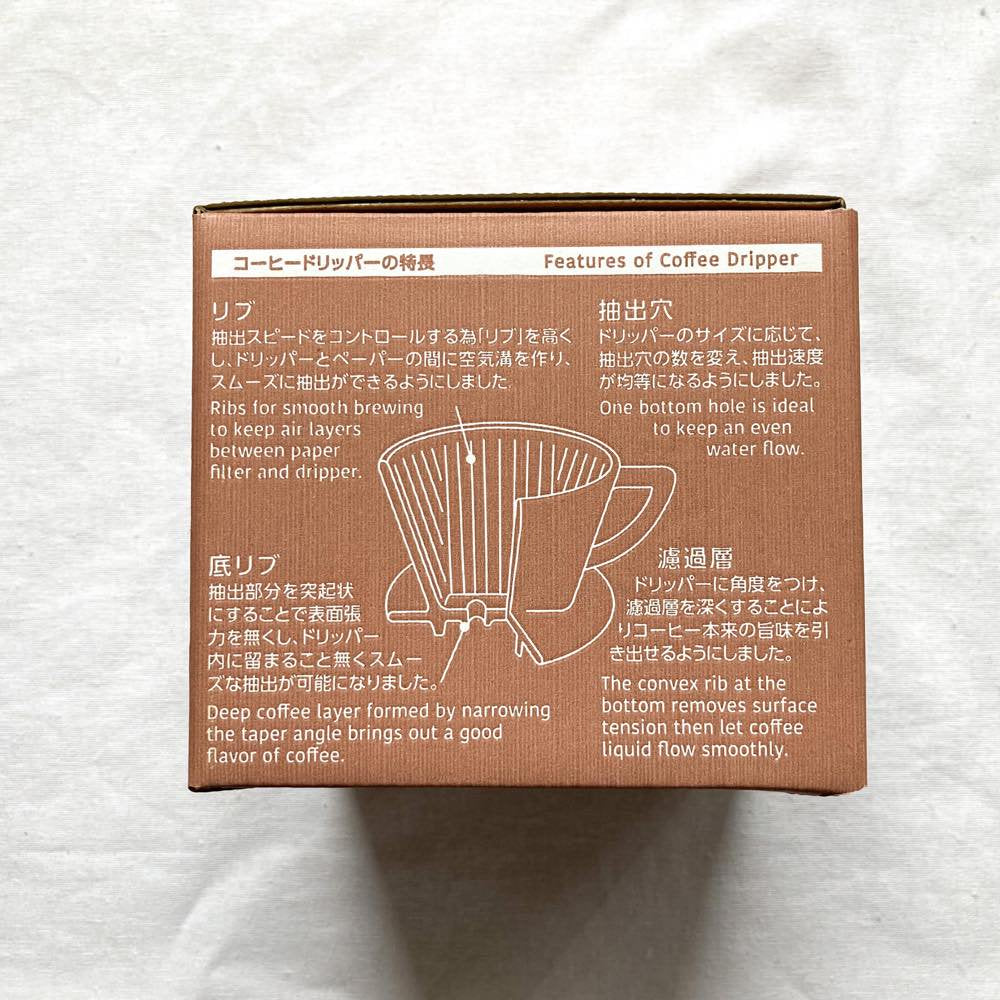 コーヒードリッパーの特長
Features of Coffee Dripper
リブ
抽出スピードをコントロールする為「リブ」を高く
し、ドリッパーとペーパーの間に空気溝を作り、
スムーズに抽出ができるようにしました。
Ribs for smooth brewing
to keep air layers
between paper
filter and dripper.
抽出穴
ドリッパーのサイズに応じて、
抽出穴の数を変え、抽出速度
が均等になるようにしました。
One bottom hole is ideal
to keep an even
water flow.
底リブ
抽出部分を突起状
にすることで表面張
力を無くし、ドリッパー
内に留まること無くスムー
ズな抽出が可能になりました。
Deep coffee layer formed by narrowing
the taper angle brings out a good
flavor of coffee.
濾過層
ドリッパーに角度をつけ、
濾過層を深くすることによ
りコーヒー本来の旨味を引
き出せるようにしました。
The convex rib at the
bottom removes surface
tension then let coffee
liquid flow smoothly.